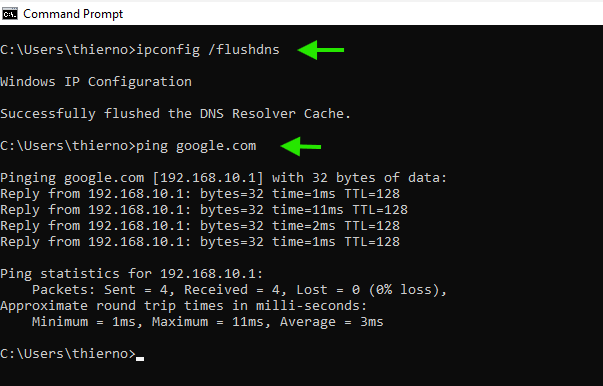 Command Prompt
C:\Users\thierno>ipconfig /flushdns
Windows IP Configuration
Successfully flushed the DNS Resolver Cache.
C:\Users\thierno>ping google.com
Pinging google.com [192.168.10.1] with 32 bytes of data:
Reply from 192.168.10.1: bytes=32 time=1ms TTL=128
Reply from 192.168.10.1: bytes=32 time=11ms TTL=128
Reply from 192.168.10.1: bytes=32 time=2ms TTL=128
Reply from 192.168.10.1: bytes=32 time=1ms TTL=128
Ping statistics for 192.168.10.1:
    Packets: Sent = 4, Received = 4, Lost = 0 (0% loss),
Approximate round trip times in milli-seconds:
    Minimum = 1ms, Maximum = 11ms, Average = 3ms
C:\Users\thierno>